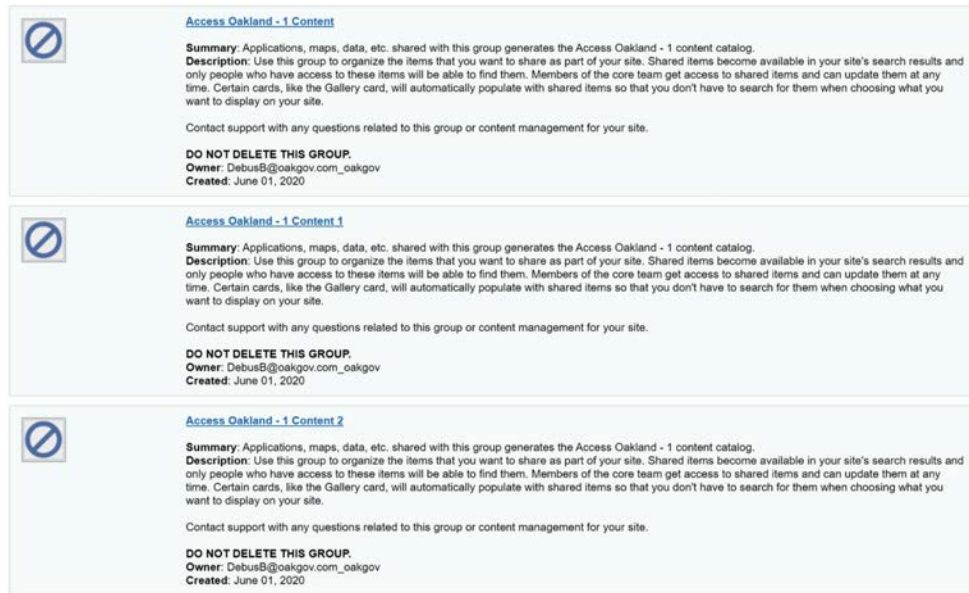 Access Oakland - 1 Content
Summary: Applications, maps, data, etc. shared with this group generates the Access Oakland - 1 content catalog.
Description: Use this group to organize the items that you want to share as part of your site. Shared items become available in your site's search results and
only people who have access to these items will be able to find them. Members of the core team get access to shared items and can update them at any
time. Certain cards, like the Gallery card, will automatically populate with shared items so that you don't have to search for them when choosing what you
want to display on your site.
Contact support with any questions related to this group or content management for your site.
DO NOT DELETE THIS GROUP.
Owner: DebusB@oakgov.com_oakgov
Created: June 01, 2020
Access Oakland - 1 Content 1
Summary: Applications, maps, data, etc. shared with this group generates the Access Oakland - 1 content catalog.
Description: Use this group to organize the items that you want to share as part of your site. Shared items become available in your site's search results and
only people who have access to these items will be able to find them. Members of the core team get access to shared items and can update them at any
time. Certain cards, like the Gallery card, will automatically populate with shared items so that you don't have to search for them when choosing what you
want to display on your site.
Contact support with any questions related to this group or content management for your site.
DO NOT DELETE THIS GROUP.
Owner: DebusB@oakgov.com_oakgov
Created: June 01, 2020
Access Oakland - 1 Content 2
Summary: Applications, maps, data, etc. shared with this group generates the Access Oakland - 1 content catalog.
Description: Use this group to organize the items that you want to share as part of your site. Shared items become available in your site's search results and
only people who have access to these items will be able to find them. Members of the core team get access to shared items and can update them at any
time. Certain cards, like the Gallery card, will automatically populate with shared items so that you don't have to search for them when choosing what you
want to display on your site.
Contact support with any questions related to this group or content management for your site.
DO NOT DELETE THIS GROUP.
Owner: DebusB@oakgov.com_oakgov
Created: June 01, 2020